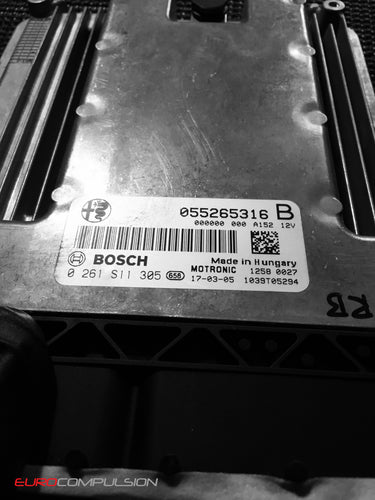 055265316 B
000000 000 A152 12V
BOSCH
Made in Hungary
0 261 S11 305 656
MOTRONIC 1258 0027
17-03-05 1039T05294
RB
EUROCOMPULSION